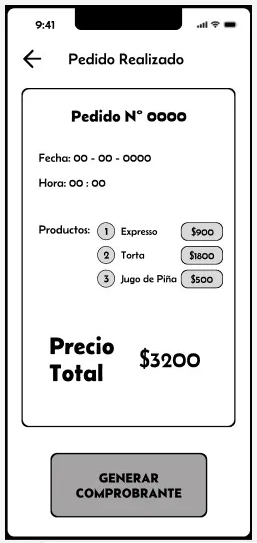 9:41
Pedido Realizado
Pedido N° 0000
Fecha: 00 - 00 - 0000
Hora: 00 : 00
Productos: 1 Expresso $900
2 Torta $1800
3 Jugo de Piña $500
Precio
Total
$3200
GENERAR
COMPROBRANTE